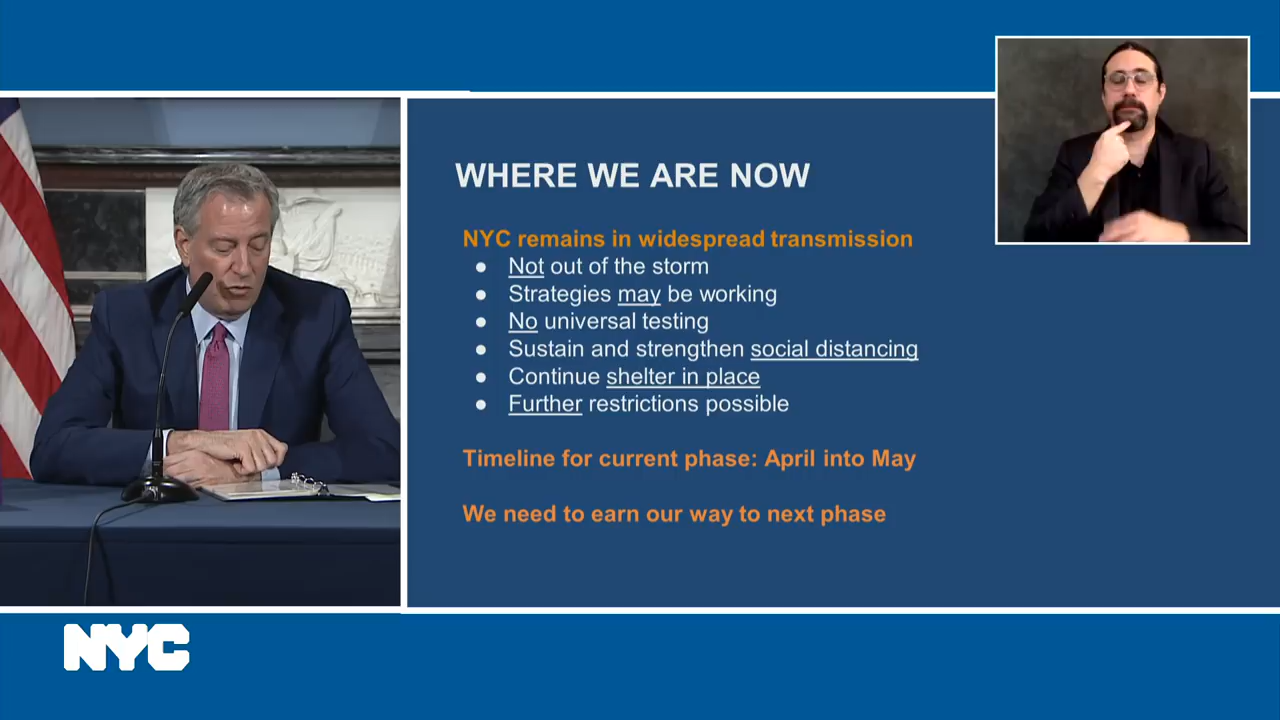 WHERE WE ARE NOW
NYC remains in widespread transmission
● Not out of the storm
● Strategies may be working
● No universal testing
● Sustain and strengthen social distancing
● Continue shelter in place
● Further restrictions possible
Timeline for current phase: April into May
We need to earn our way to next phase
NYC